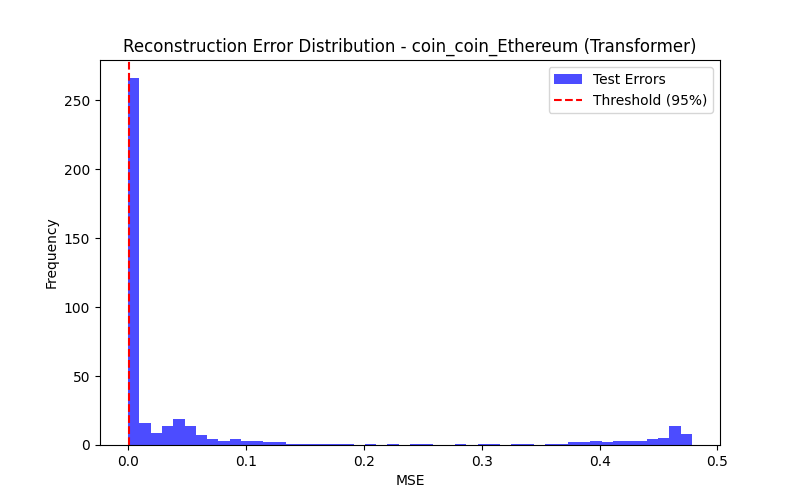 Reconstruction Error Distribution - coin_coin_Ethereum (Transformer)
Test Errors
Threshold (95%)
Frequency
250
200
150
100
50
0
0.0 0.1 0.2 0.3 0.4 0.5
MSE